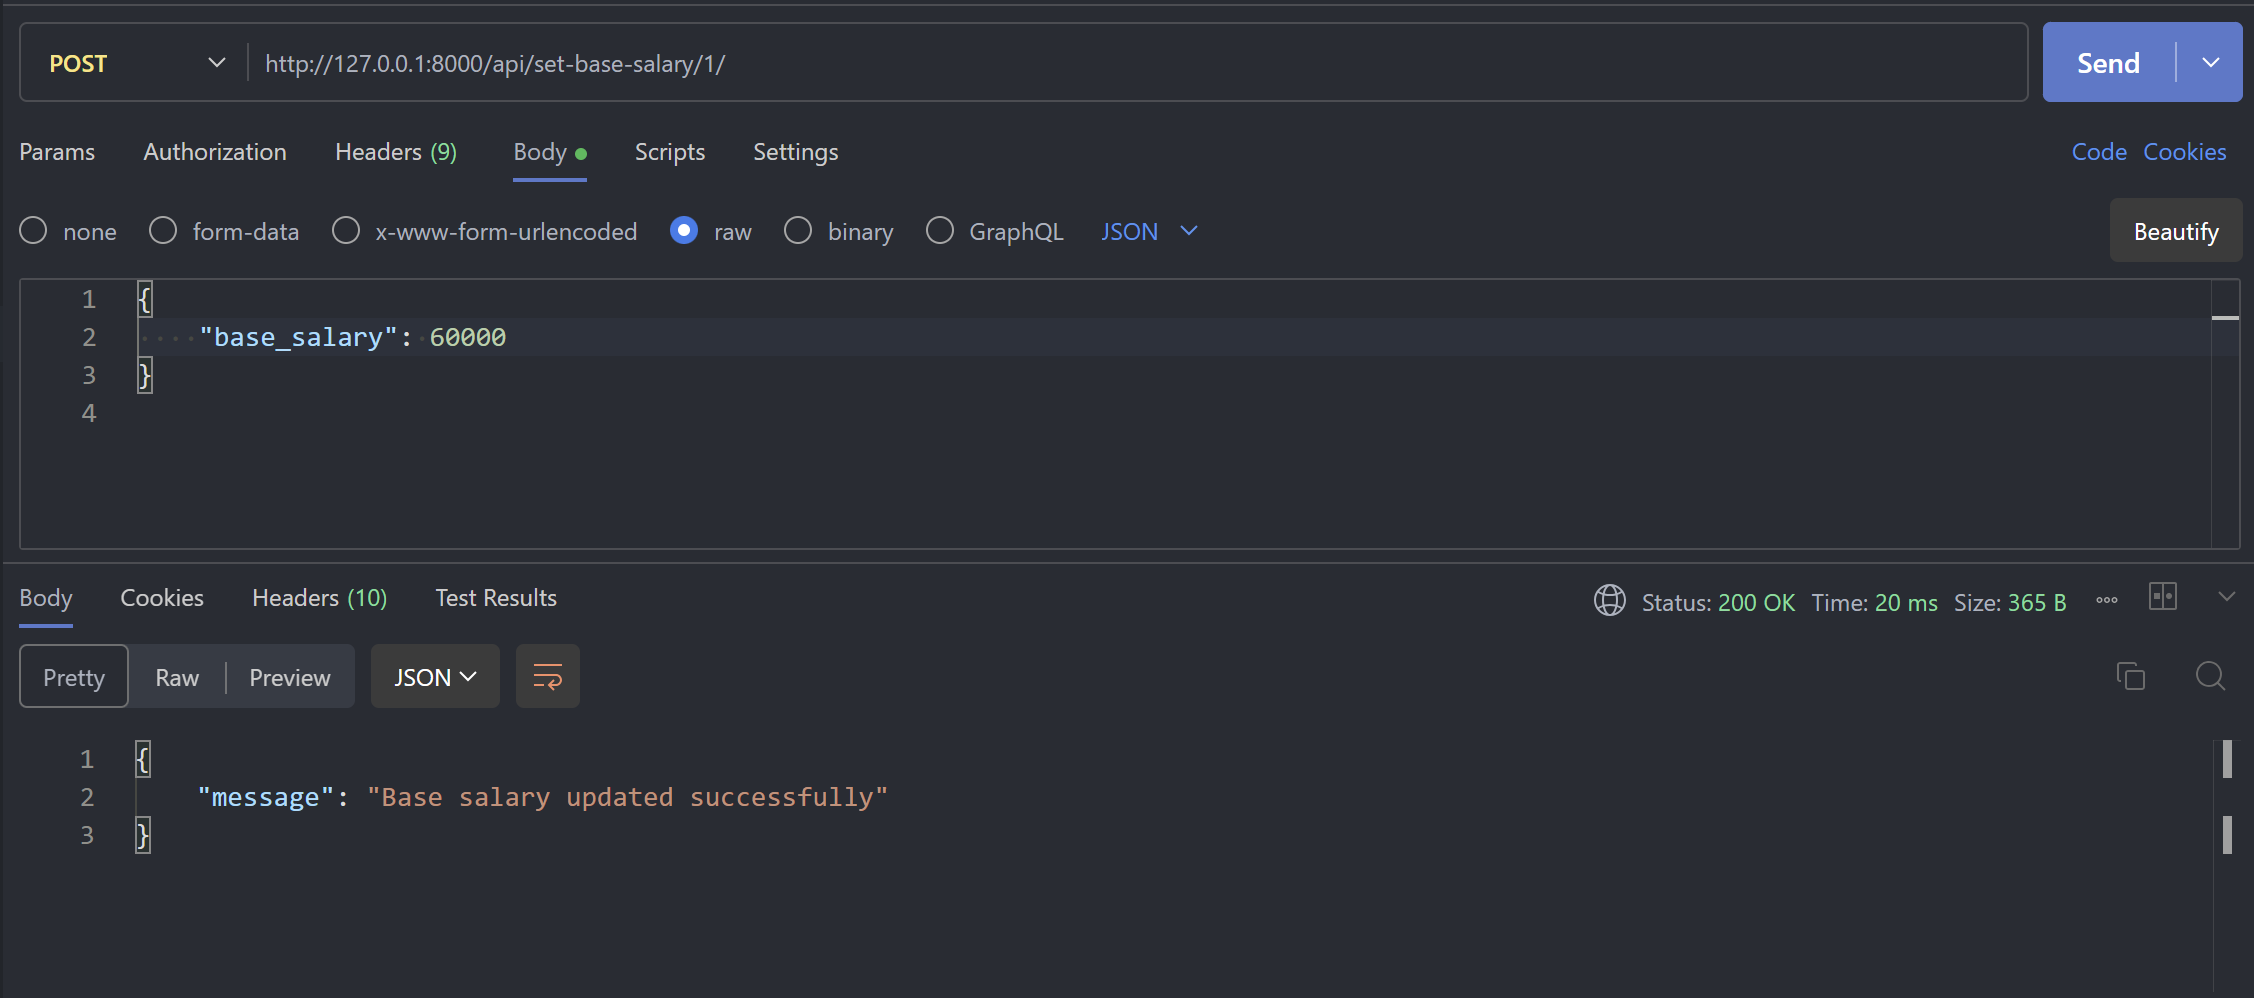 POST http://127.0.0.1:8000/api/set-base-salary/1/ Send
Params Authorization Headers (9) Body Scripts Settings Code Cookies
none form-data x-www-form-urlencoded raw binary GraphQL JSON Beautify
1 {
2 "base_salary": 60000
3 }
4
Body Cookies Headers (10) Test Results Status: 200 OK Time: 20 ms Size: 365 B
Pretty Raw Preview JSON
1 {
2 "message": "Base salary updated successfully"
3 }